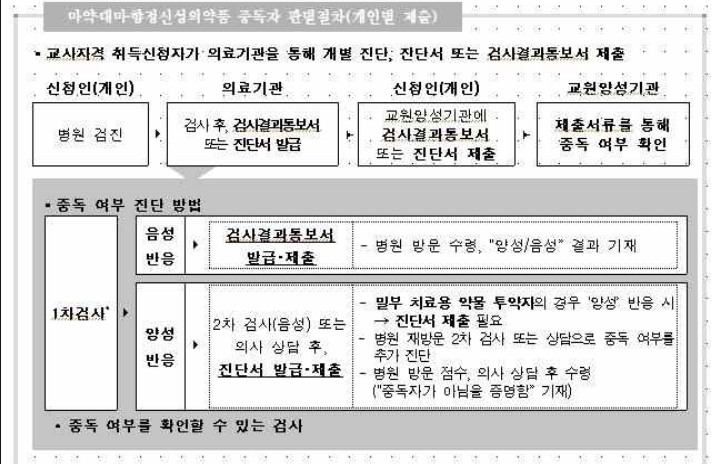 마약·대마·향정신성의약품 중독자 판별절차(개인별 제출)
▪ 교사자격 취득신청자가 의료기관을 통해 개별 진단, 진단서 또는 검사결과통보서 제출
신청인(개인) 의료기관 신청인(개인) 교원양성기관
병원 검진
검사 후, 검사결과통보서
또는 진단서 발급
교원양성기관에
검사결과통보서
또는 진단서 제출
제출서류를 통해
중독 여부 확인
▪ 중독 여부 진단 방법
1차검사*
음성
반응
검사결과통보서
발급·제출
- 병원 방문 수령, "양성/음성" 결과 기재
양성
반응
2차 검사(음성) 또는
의사 상담 후,
진단서 발급·제출
- 밀부 치료용 약물 투약자의 경우 '양성' 반응 시
→ 진단서 제출 필요
- 병원 재방문 2차 검사 또는 상담으로 중독 여부를
추가 진단
- 병원 방문 접수, 의사 상담 후 수령
("중독자가 아님을 증명함" 기재)
• 중독 여부를 확인할 수 있는 검사